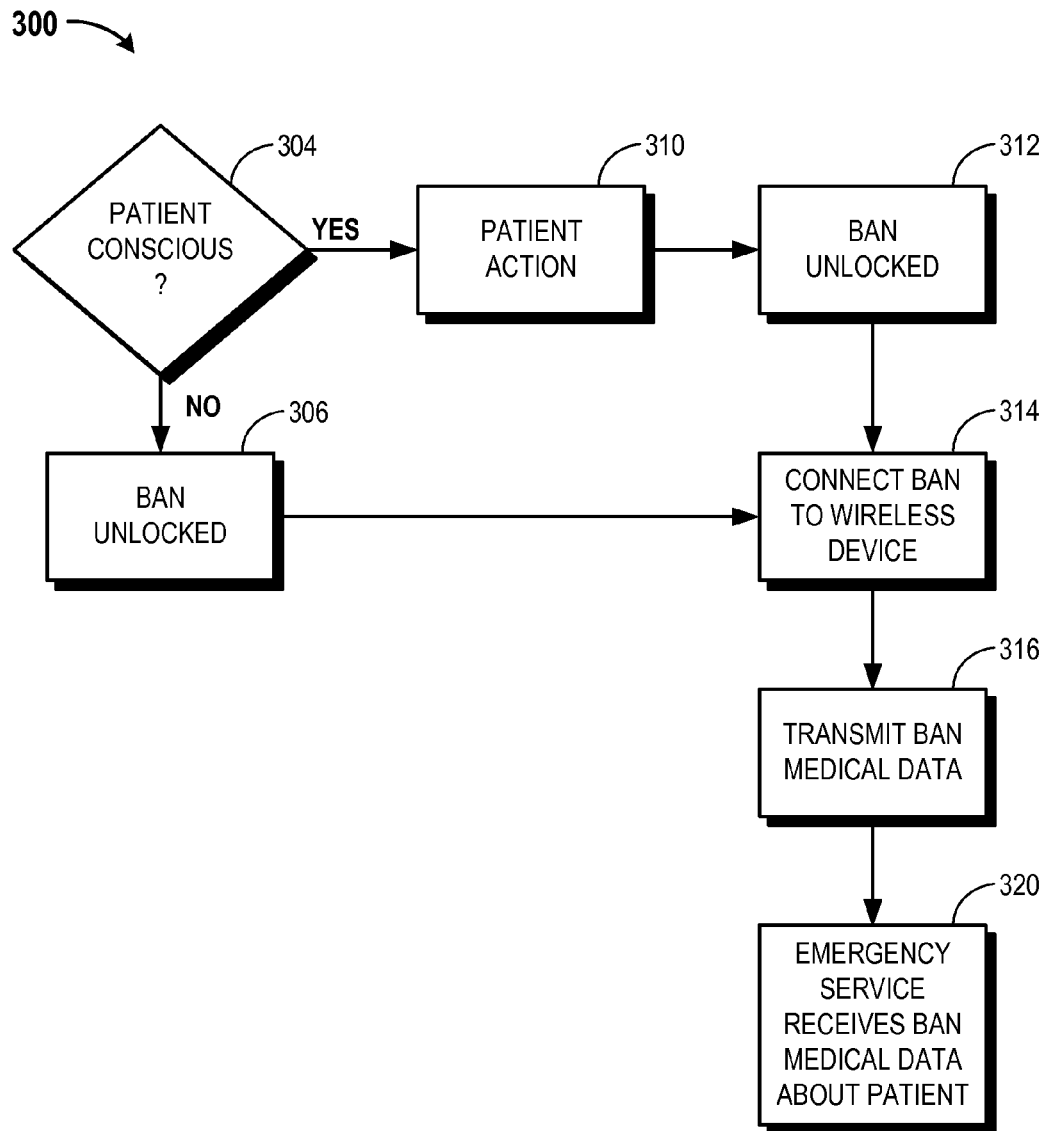 300
304
310
312
PATIENT
CONSCIOUS
?
YES
PATIENT
ACTION
BAN
UNLOCKED
NO
306
314
BAN
UNLOCKED
CONNECT BAN
TO WIRELESS
DEVICE
316
TRANSMIT BAN
MEDICAL DATA
320
EMERGENCY
SERVICE
RECEIVES BAN
MEDICAL DATA
ABOUT PATIENT